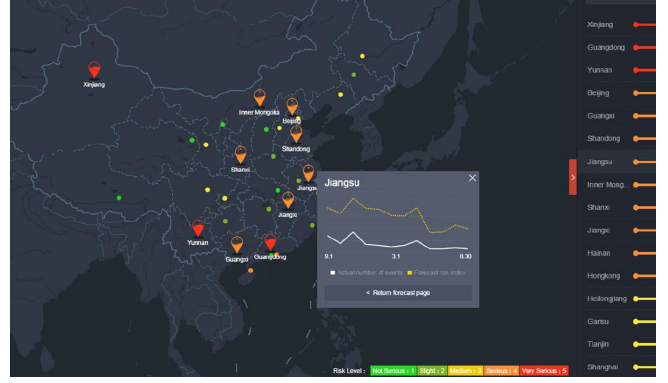 Xinjiang
Inner Mongolia
Beijing
Shandong
Shanxi
Jiangsu
Jiangxi
Yunnan
Guangxi
Guangdong
Jiangsu
9.1 3.1 8.30
Actual number of events Forecast risk index
< Return forecast page
Risk Level : Not Serious : 1 Slight : 2 Medium : 3 Serious : 4 Very Serious : 5
Xinjiang
Guangdong
Yunnan
Beijing
Guangxi
Shandong
Jiangsu
Inner Mong...
Shanxi
Jiangxi
Hainan
Hongkong
Heilongjiang
Gansu
Tianjin
Shanghai